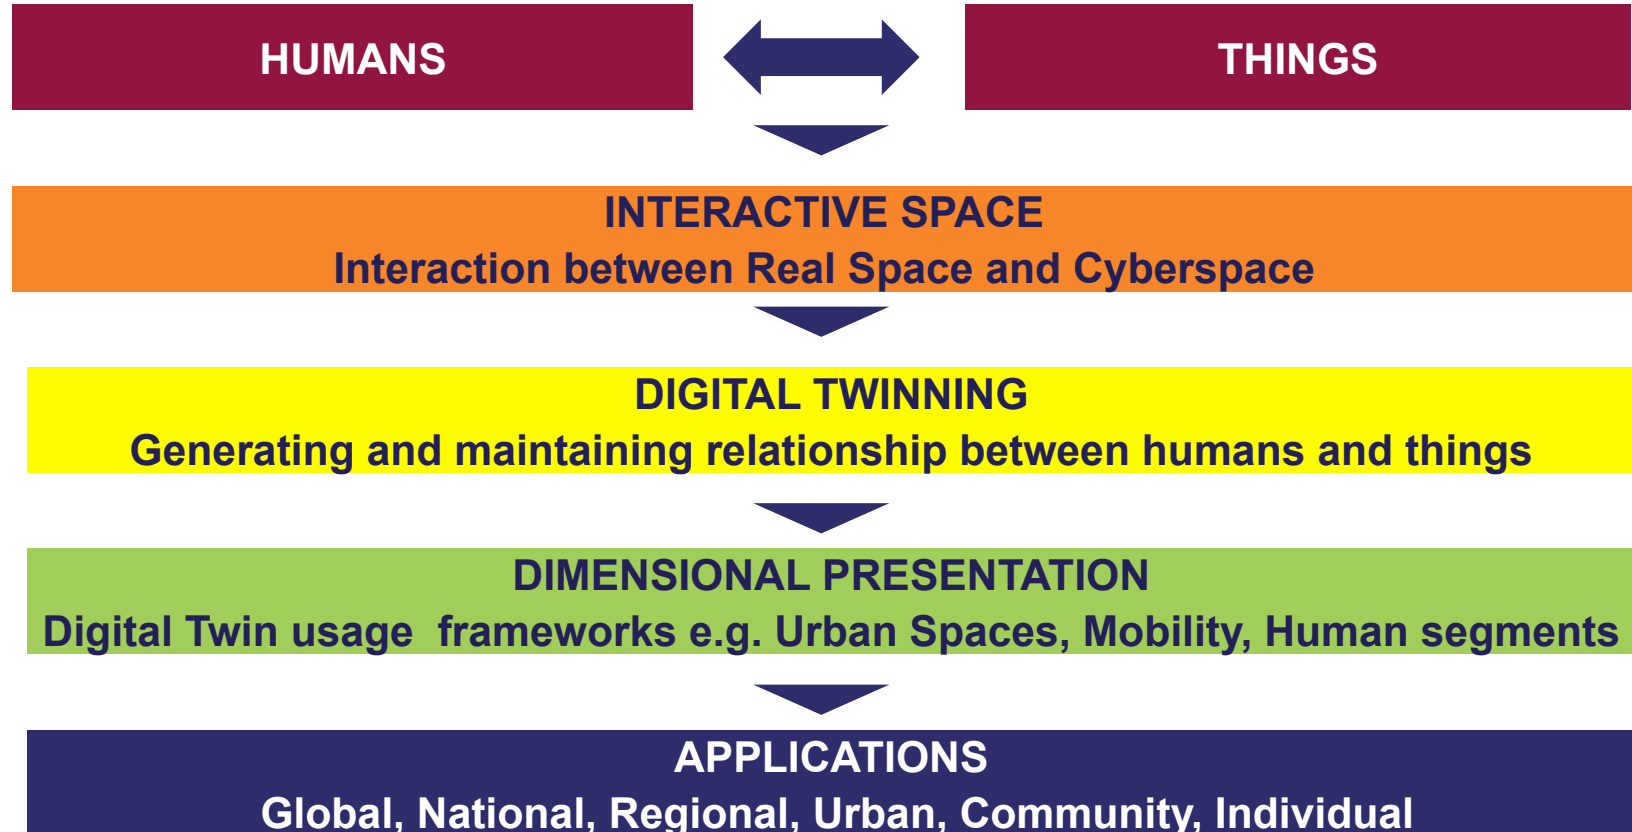 HUMANS
THINGS
INTERACTIVE SPACE
Interaction between Real Space and Cyberspace
DIGITAL TWINNING
Generating and maintaining relationship between humans and things
DIMENSIONAL PRESENTATION
Digital Twin usage  frameworks e.g. Urban Spaces, Mobility, Human segments
APPLICATIONS
Global, National, Regional, Urban, Community, Individual